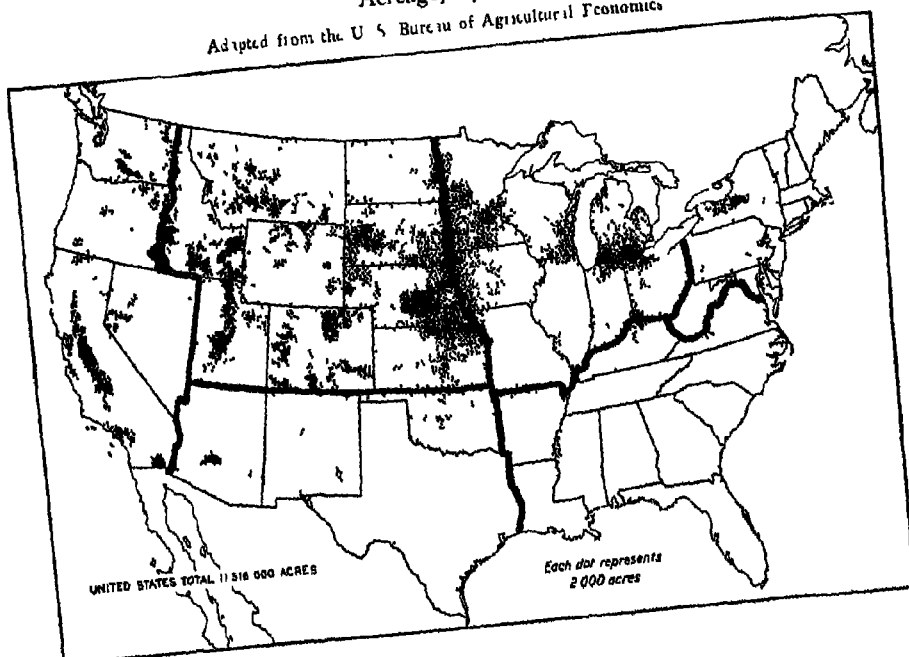 Adapted from the U S Bureau of Agricultural Economics
UNITED STATES TOTAL 11 516 000 ACRES
Each dot represents
2 000 acres